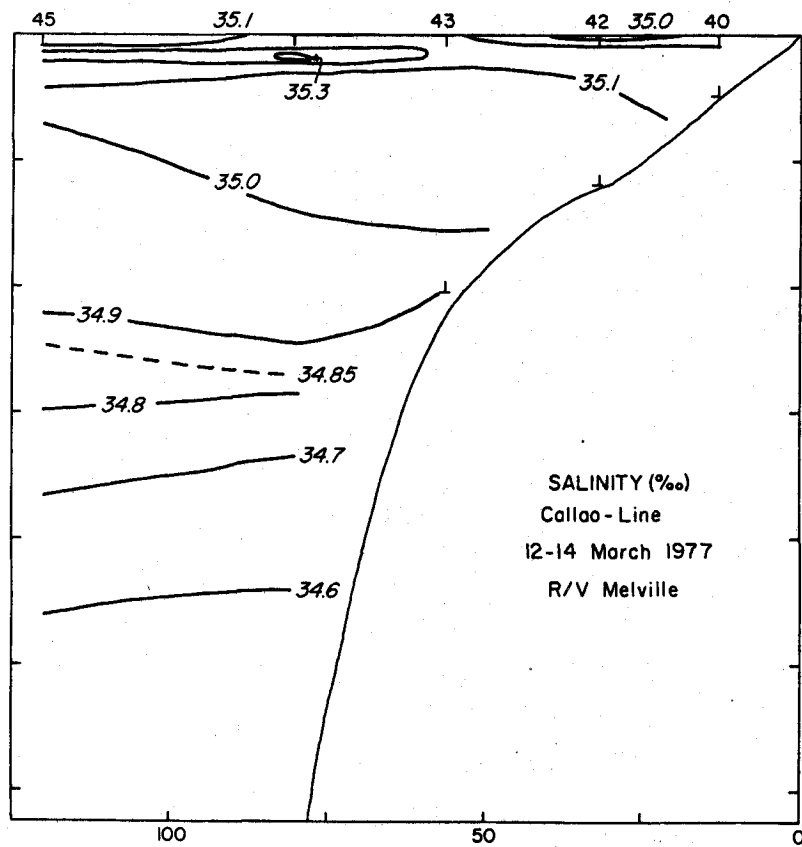 45 35.1 43 42 35.0 40
35.3
35.1
35.0
34.9
34.85
34.8
34.7
34.6
SALINITY (‰)
Callao-Line
12-14 March 1977
R/V Melville
100 50 0